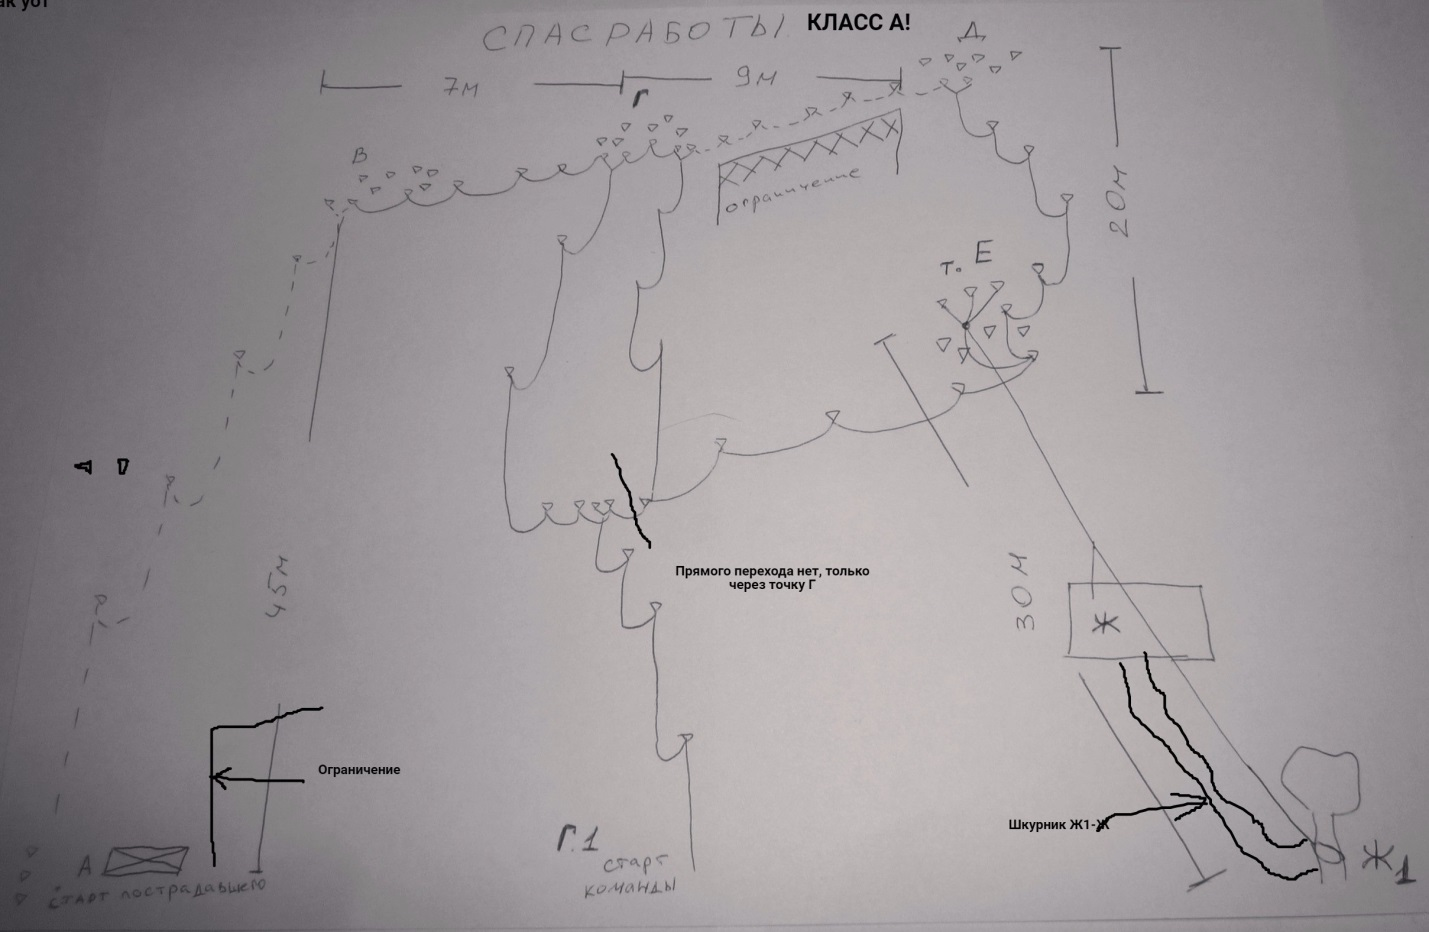 ак уот
СПАСРАБОТЫ КЛАСС А!
Д
7м
9м
Г
В
ограничение
20м
т. Е
45м
Прямого перехода нет, только
через точку Г
30м
Ж
Ограничение
Шкурник Ж1-Ж
Г.1
старт
команды
А
старт пострадавшего
Ж1